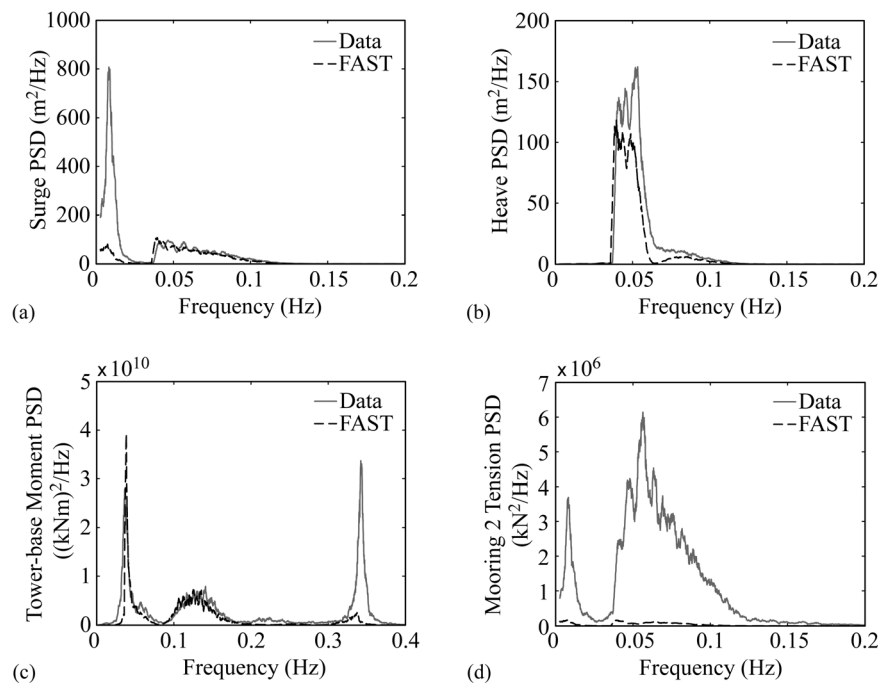 1000
800
600
400
200
0
Surge PSD (m²/Hz)
Data
FAST
0 0.05 0.1 0.15 0.2
Frequency (Hz)
(a)
200
150
100
50
0
Heave PSD (m²/Hz)
Data
FAST
0 0.05 0.1 0.15 0.2
Frequency (Hz)
(b)
×10¹⁰
5
4
3
2
1
0
Tower-base Moment PSD
((kNm)²/Hz)
Data
FAST
0 0.1 0.2 0.3 0.4
Frequency (Hz)
(c)
×10⁶
7
6
5
4
3
2
1
0
Mooring 2 Tension PSD
(kN²/Hz)
Data
FAST
0 0.05 0.1 0.15 0.2
Frequency (Hz)
(d)